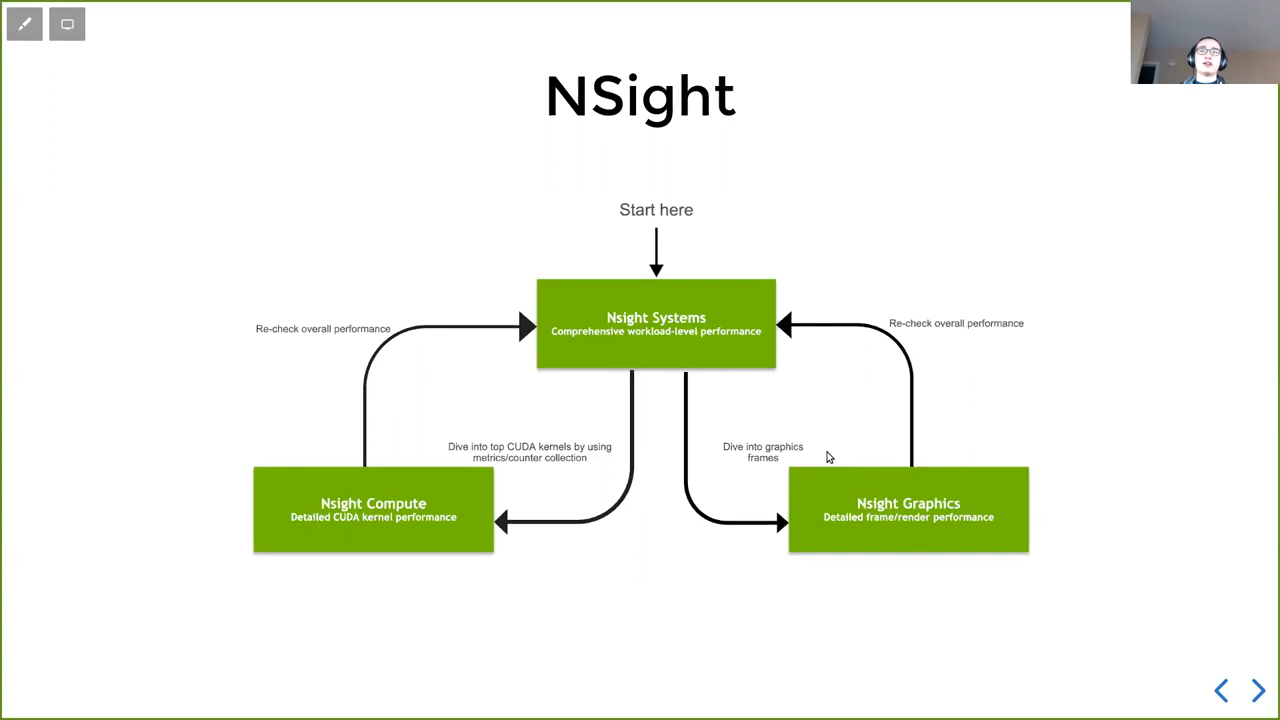 NSight
Start here
Nsight Systems
Comprehensive workload-level performance
Re-check overall performance
Re-check overall performance
Dive into top CUDA kernels by using
metrics/counter collection
Dive into graphics
frames
Nsight Compute
Detailed CUDA kernel performance
Nsight Graphics
Detailed frame/render performance